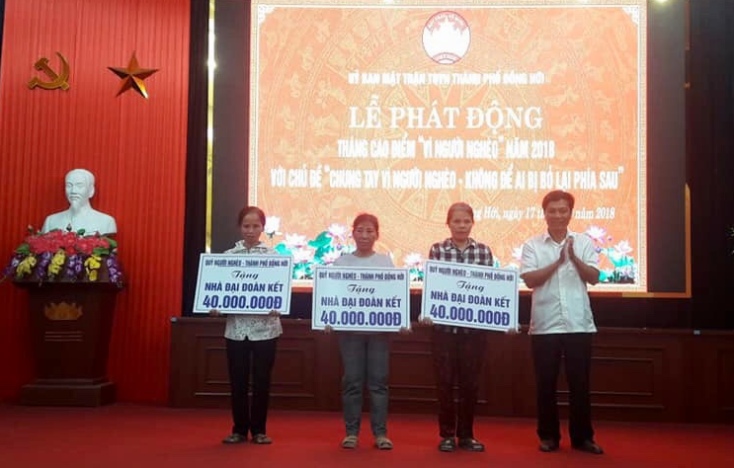 ỦY BAN MẶT TRẬN TQVN THÀNH PHỐ ĐỒNG HỚI
LỄ PHÁT ĐỘNG
THÁNG CAO ĐIỂM "VÌ NGƯỜI NGHÈO" NĂM 2018
VỚI CHỦ ĐỀ "CHUNG TAY VÌ NGƯỜI NGHÈO - KHÔNG ĐỂ AI BỊ BỎ LẠI PHÍA SAU"
Hới, ngày 17 2018
QUỸ NGƯỜI NGHÈO - THÀNH PHỐ ĐỒNG HỚI
Tặng
NHÀ ĐẠI ĐOÀN KẾT
40.000.000Đ
QUỸ NGƯỜI NGHÈO - THÀNH PHỐ ĐỒNG HỚI
Tặng
NHÀ ĐẠI ĐOÀN KẾT
40.000.000Đ
QUỸ NGƯỜI NGHÈO - THÀNH PHỐ ĐỒNG HỚI
Tặng
NHÀ ĐẠI ĐOÀN KẾT
40.000.000Đ